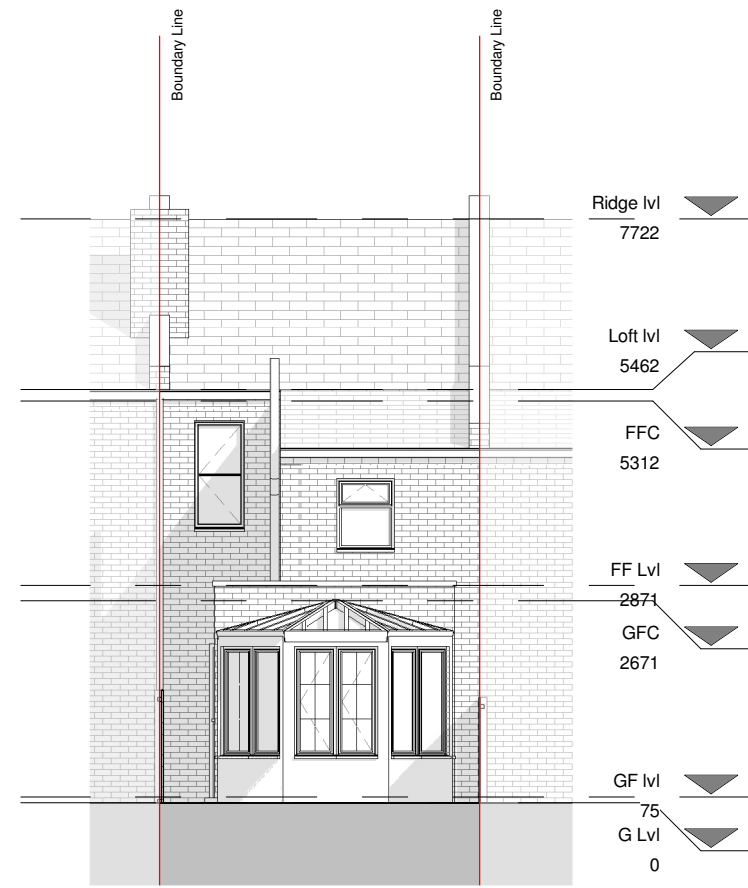 Boundary Line
Boundary Line
Ridge lvl
7722
Loft lvl
5462
FFC
5312
FF Lvl
2871
GFC
2671
GF lvl
75
G Lvl
0